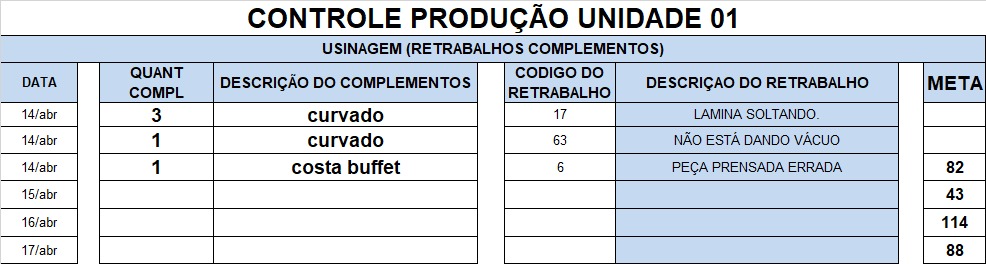 CONTROLE PRODUÇÃO UNIDADE 01
USINAGEM (RETRABALHOS COMPLEMENTOS)
DATA QUANT COMPL DESCRIÇÃO DO COMPLEMENTOS CODIGO DO RETRABALHO DESCRIÇAO DO RETRABALHO META
14/abr 3 curvado 17 LAMINA SOLTANDO.
14/abr 1 curvado 63 NÃO ESTÁ DANDO VÁCUO
14/abr 1 costa buffet 6 PEÇA PRENSADA ERRADA 82
15/abr 43
16/abr 114
17/abr 88